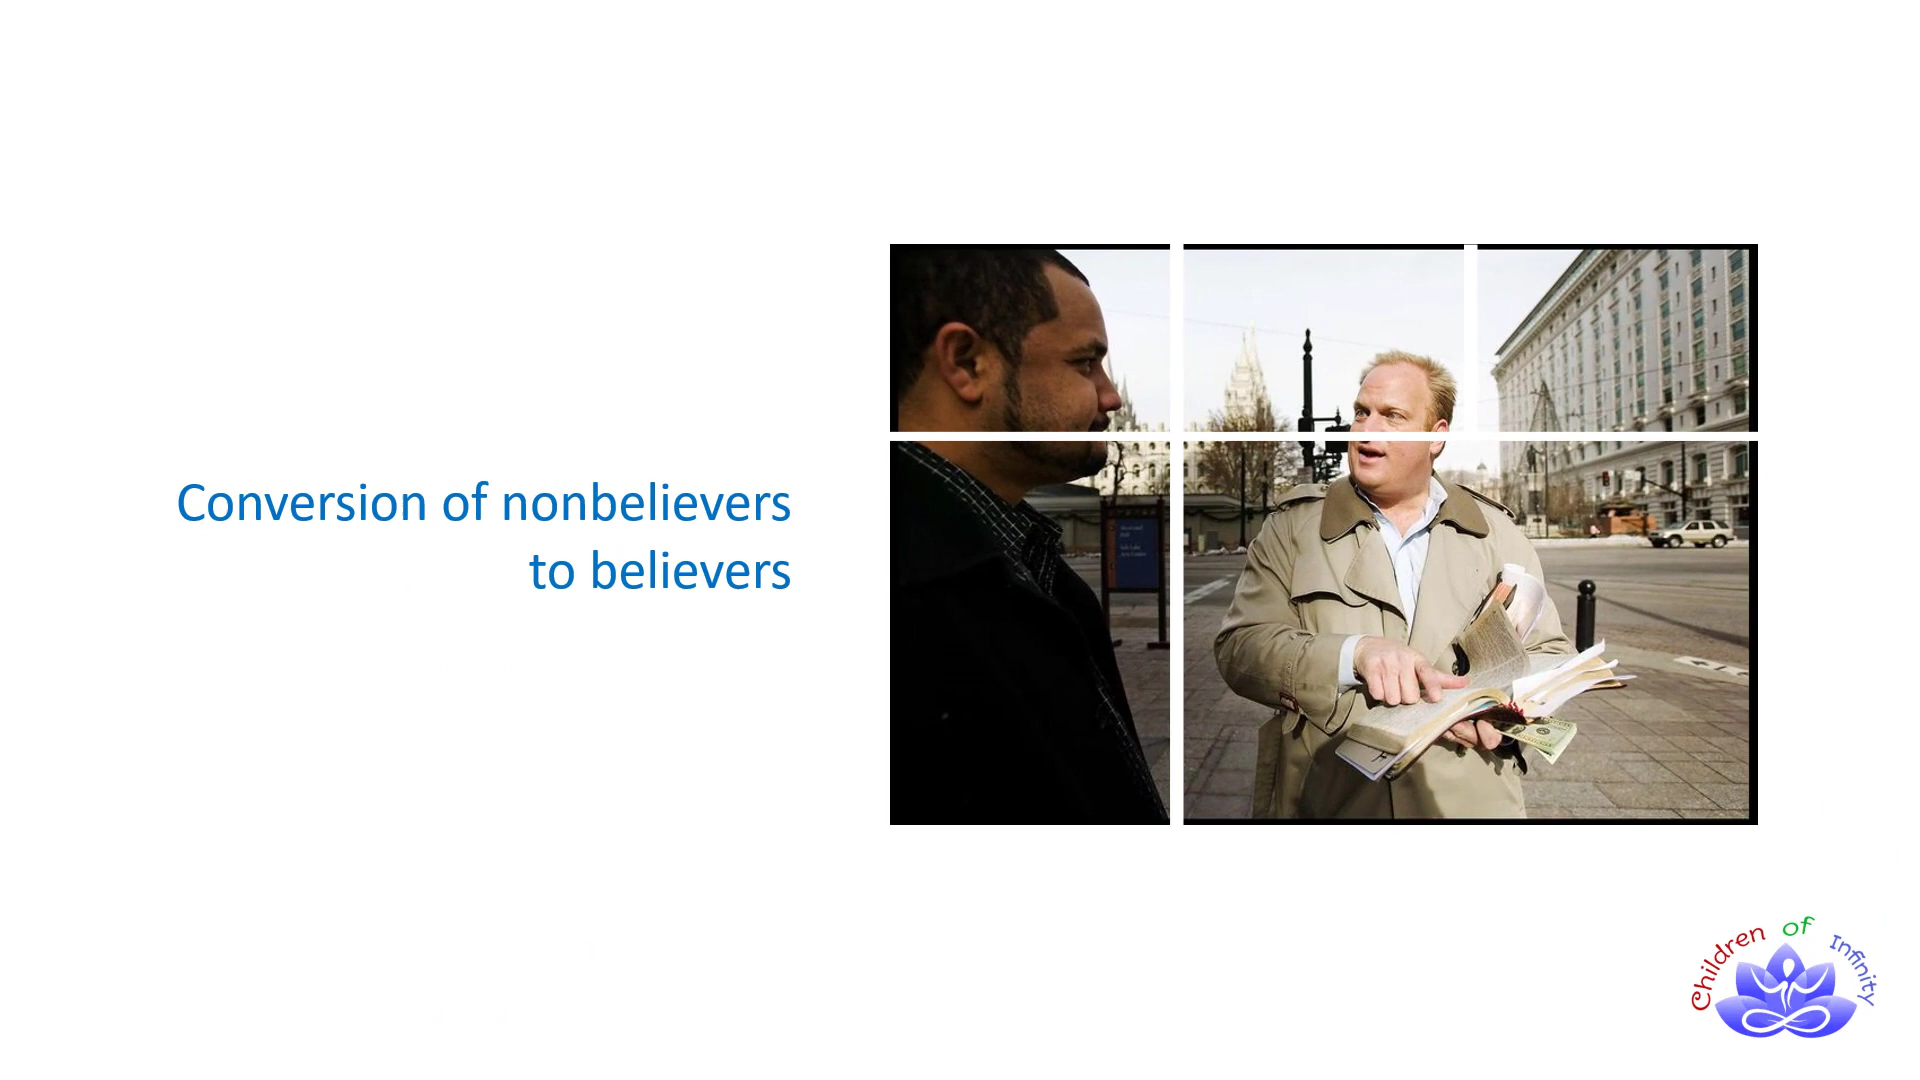 Conversion of nonbelievers
to believers
Children of Infinity